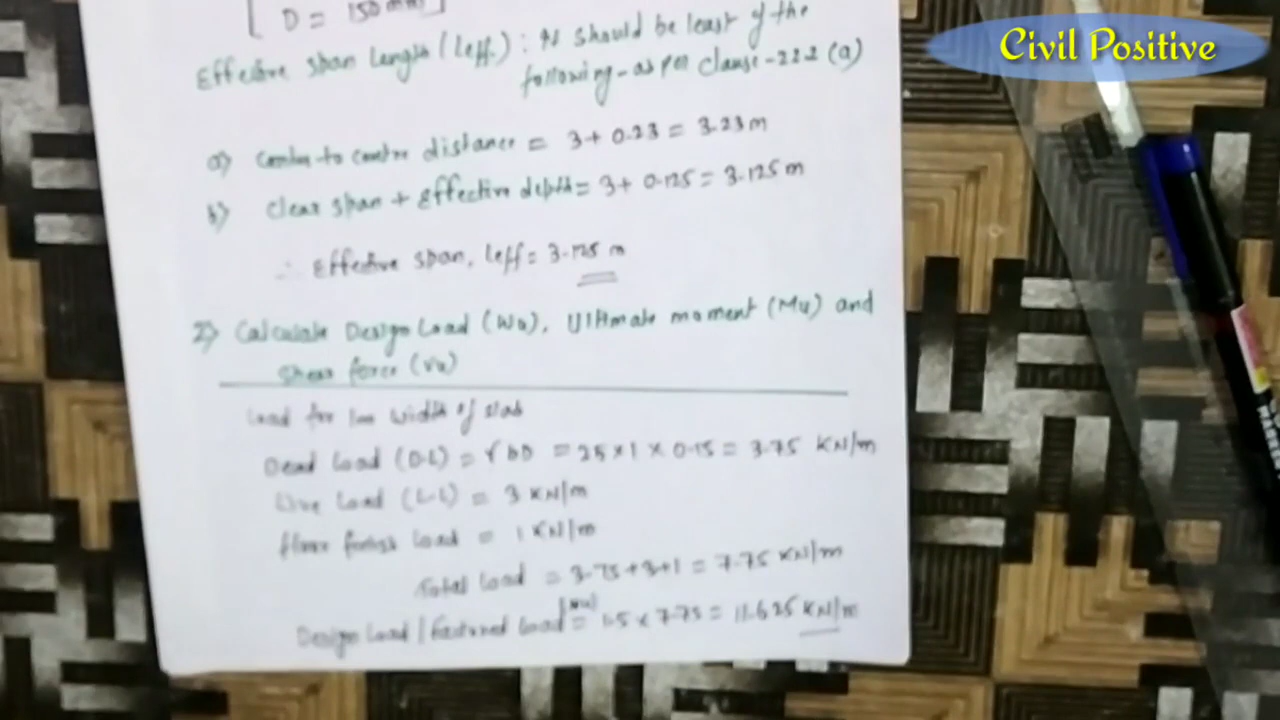 [ D = 150 mm ]
Civil Positive
Effective span length (leff.) : It should be least of the
following - as per clause - 22.2 (a)
a) Center to centre distance = 3 + 0.23 = 3.23 m
b) Clear span + Effective depth = 3 + 0.125 = 3.125 m
∴ Effective span, leff = 3.125 m
2) Calculate Design Load (Wu), Ultimate moment (Mu) and
Shear force (Vu)
Load for 1m width of slab
Dead Load (D.L) = γbD = 25 × 1 × 0.15 = 3.75 KN/m
Live Load (L.L) = 3 KN/m
floor finish load = 1 KN/m
Total Load = 3.75+3+1 = 7.75 KN/m
Design Load / factored load (Wu) = 1.5 × 7.75 = 11.625 KN/m